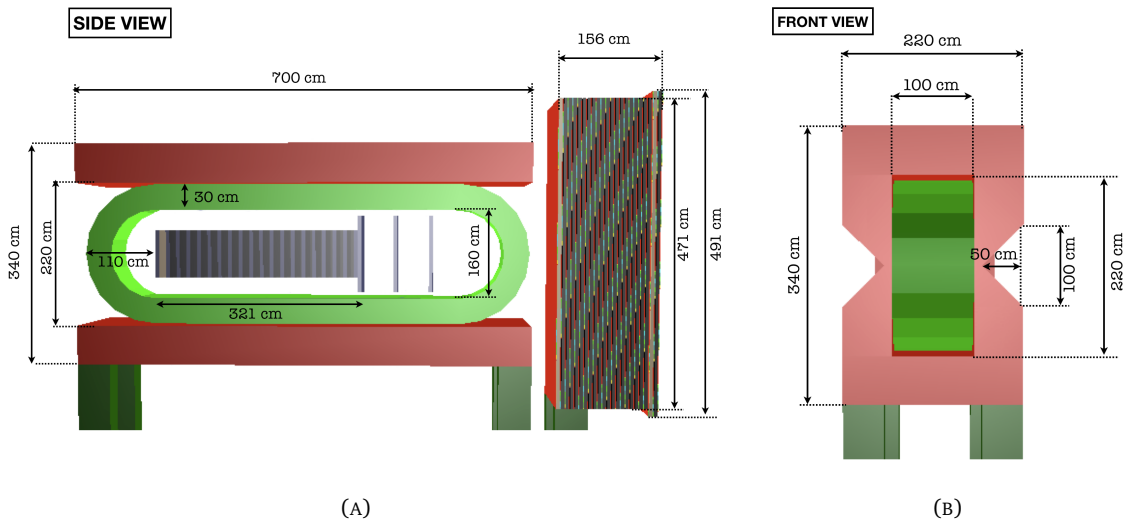 SIDE VIEW
FRONT VIEW
156 cm
220 cm
700 cm
100 cm
30 cm
340 cm
220 cm
110 cm
160 cm
321 cm
471 cm
491 cm
340 cm
50 cm
100 cm
220 cm
(A)
(B)